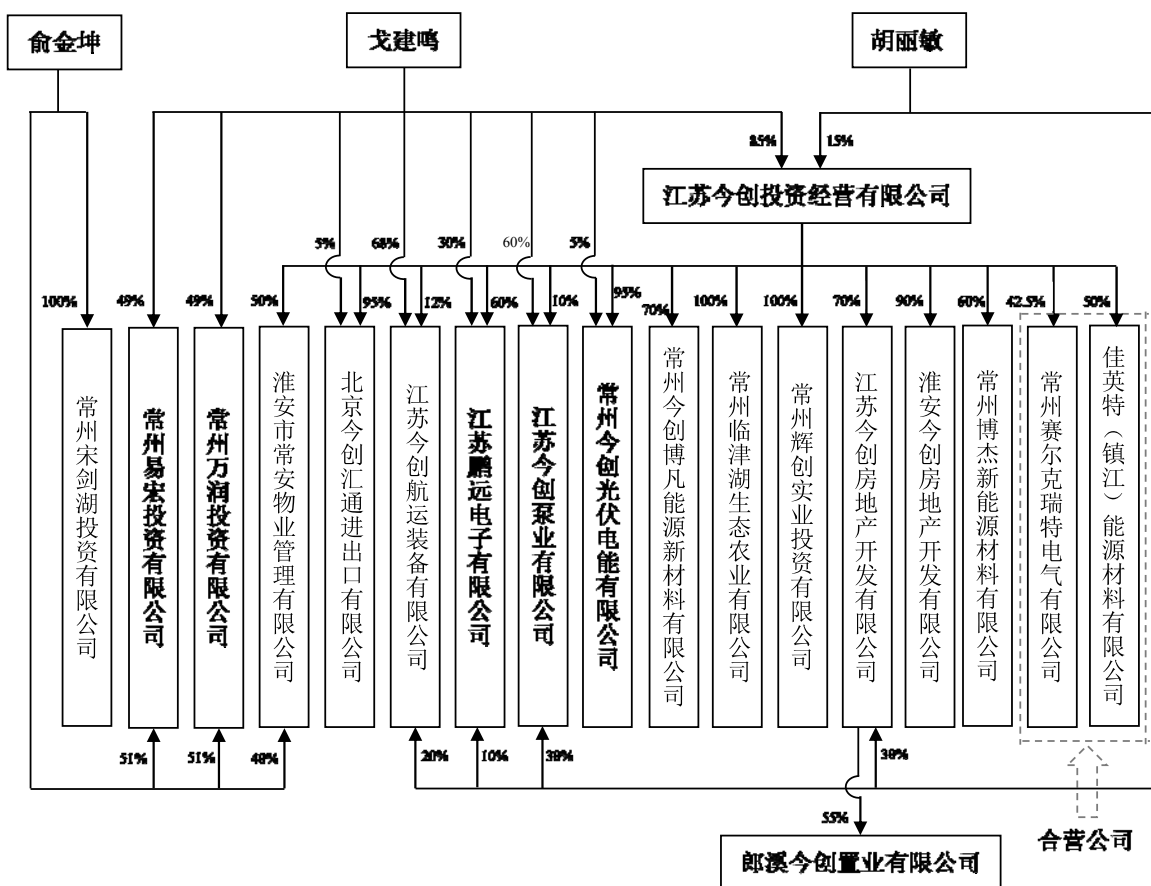 俞金坤
戈建鸣
胡丽敏
85%
15%
江苏今创投资经营有限公司
5%
68%
30%
60%
5%
100%
49%
49%
50%
95%
12%
60%
10%
95%
70%
100%
100%
70%
90%
60%
42.5%
50%
常州宋剑湖投资有限公司
常州易宏投资有限公司
常州万润投资有限公司
淮安市常安物业管理有限公司
北京今创汇通进出口有限公司
江苏今创航运装备有限公司
江苏鹏远电子有限公司
江苏今创泵业有限公司
常州今创光伏电能有限公司
常州今创博凡能源新材料有限公司
常州临津湖生态农业有限公司
常州辉创实业投资有限公司
江苏今创房地产开发有限公司
淮安今创房地产开发有限公司
常州博杰新能源材料有限公司
常州赛尔克瑞特电气有限公司
佳英特（镇江）能源材料有限公司
51%
51%
48%
20%
10%
30%
30%
55%
合营公司
郎溪今创置业有限公司